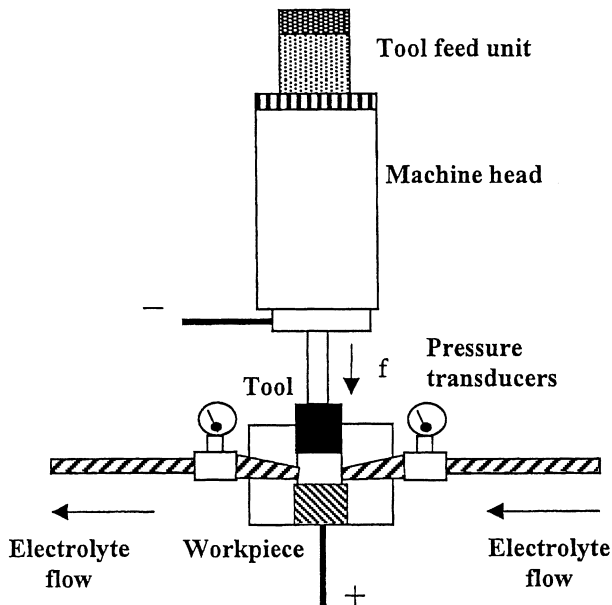 Tool feed unit
Machine head
−
f
Pressure
transducers
Tool
Electrolyte
flow
Workpiece
Electrolyte
flow
+